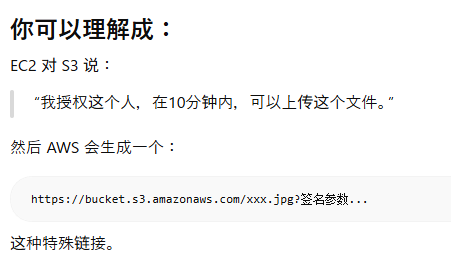 你可以理解成：
EC2 对 S3 说：
“我授权这个人，在10分钟内，可以上传这个文件。”
然后 AWS 会生成一个：
https://bucket.s3.amazonaws.com/xxx.jpg?签名参数...
这种特殊链接。